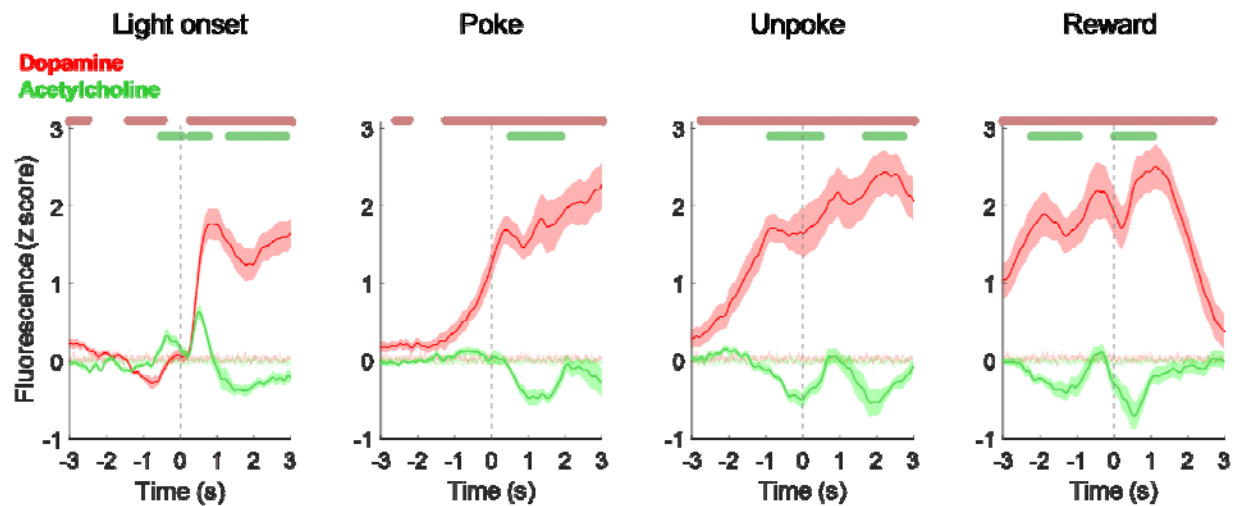 Light onset
Poke
Unpoke
Reward
Dopamine
Acetylcholine
Fluorescence (z score)
3
2
1
0
-1
-3 -2 -1 0 1 2 3
Time (s)
3
2
1
0
-1
-3 -2 -1 0 1 2 3
Time (s)
3
2
1
0
-1
-3 -2 -1 0 1 2 3
Time (s)
3
2
1
0
-1
-3 -2 -1 0 1 2 3
Time (s)